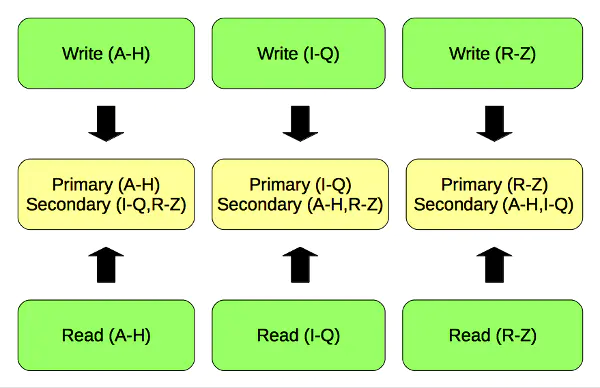 Write (A-H)
Write (I-Q)
Write (R-Z)
Primary (A-H)
Secondary (I-Q,R-Z)
Primary (I-Q)
Secondary (A-H,R-Z)
Primary (R-Z)
Secondary (A-H,I-Q)
Read (A-H)
Read (I-Q)
Read (R-Z)